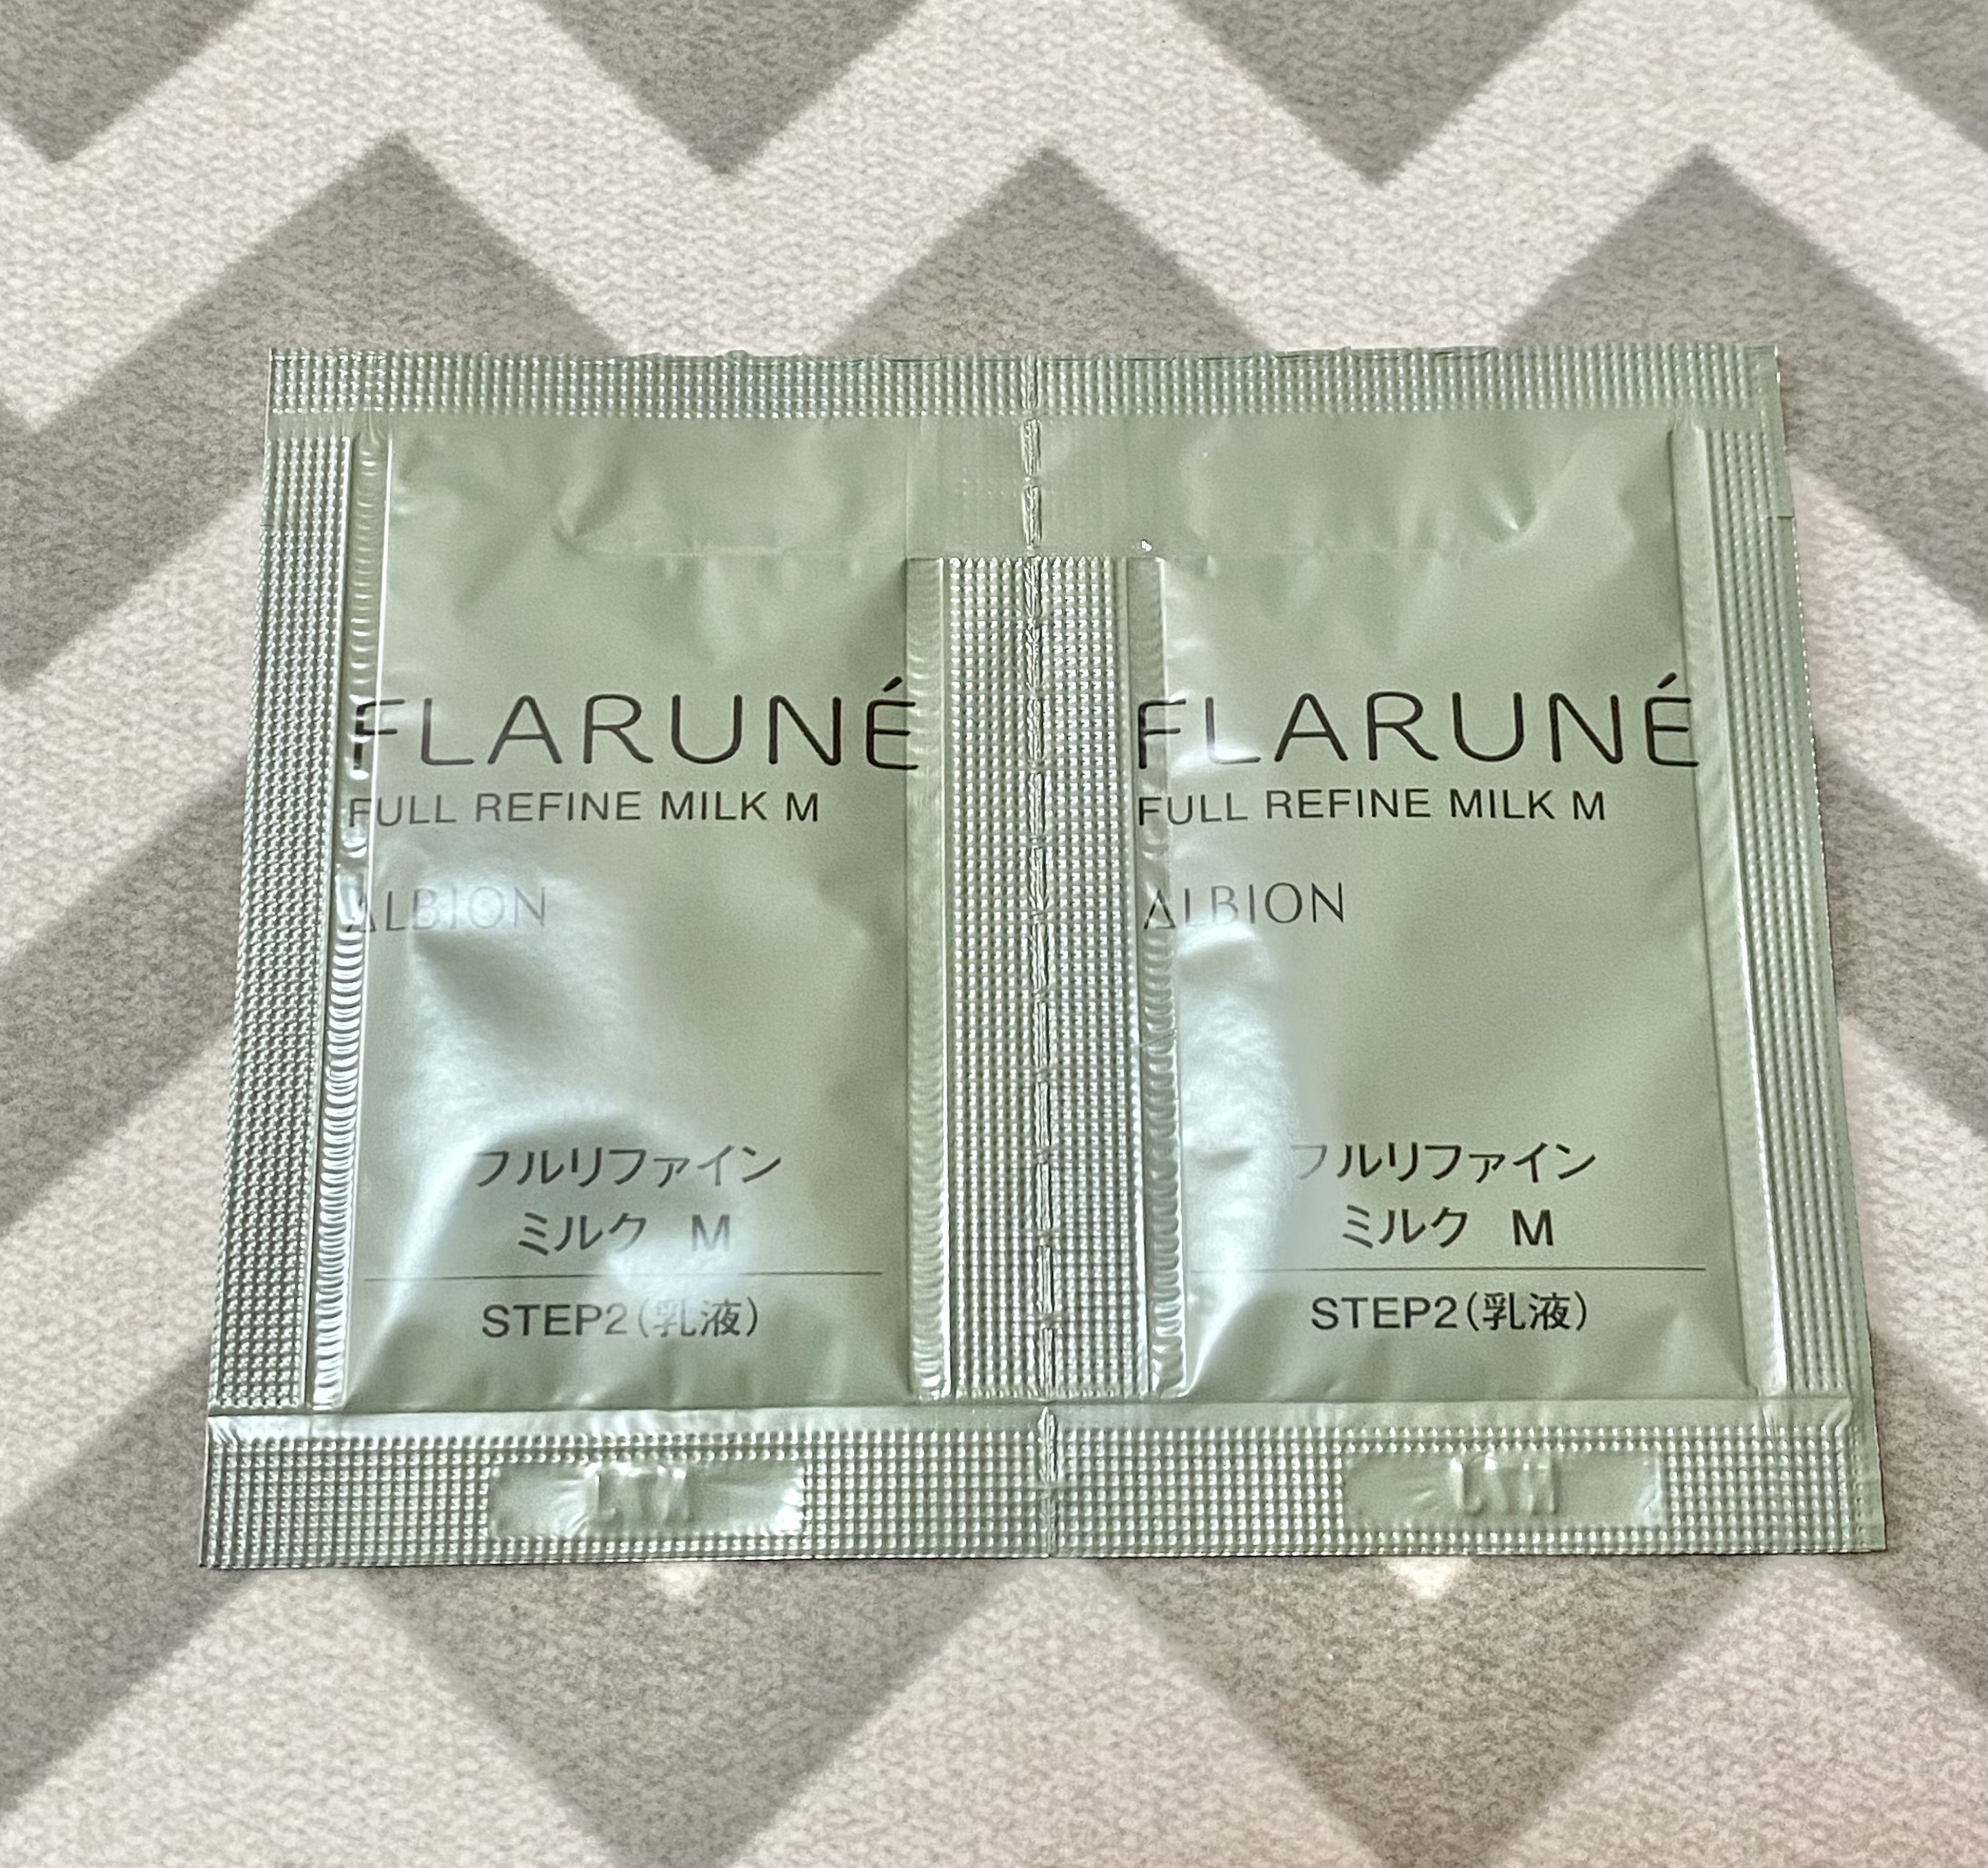 FLARUNÉ
FULL REFINE MILK M
ALBION
フルリファイン
ミルク M
STEP2(乳液)
FLARUNÉ
FULL REFINE MILK M
ALBION
フルリファイン
ミルク M
STEP2(乳液)